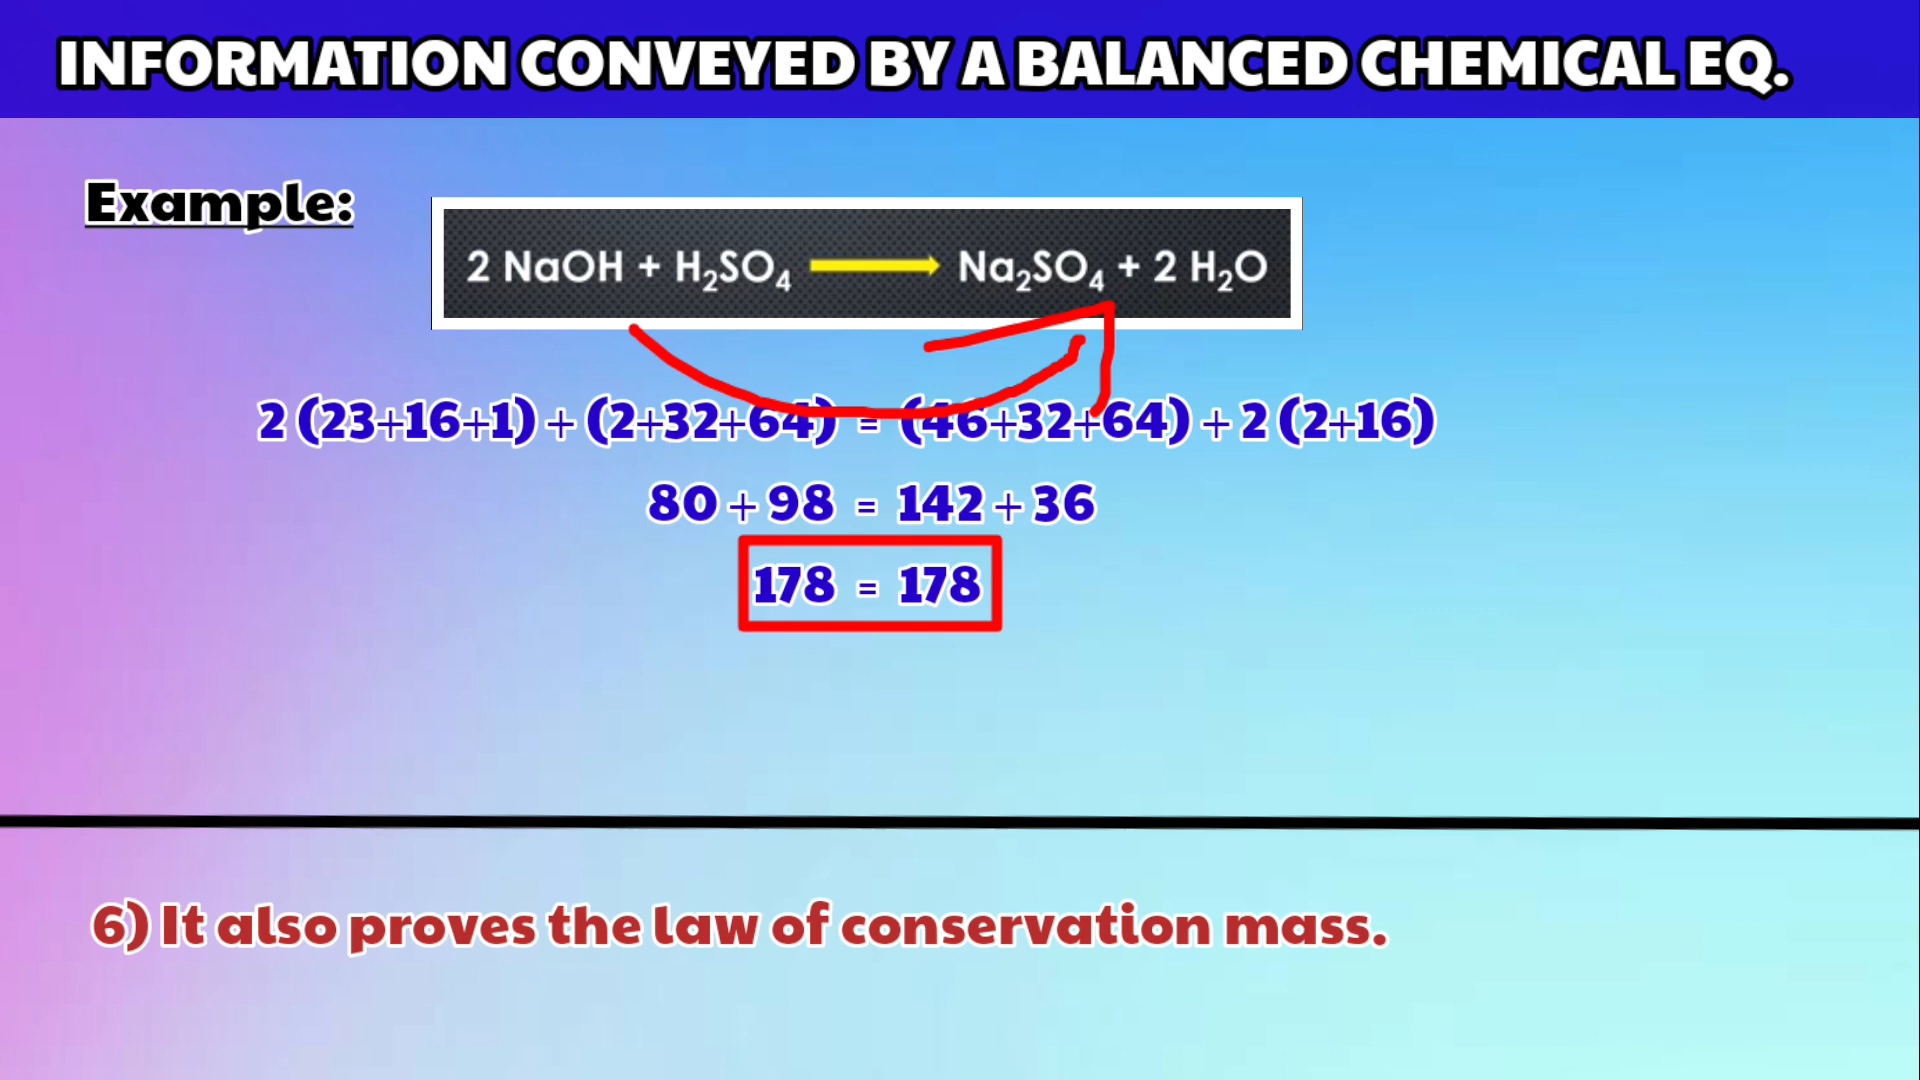 INFORMATION CONVEYED BY A BALANCED CHEMICAL EQ.
Example:
2 NaOH + H₂SO₄ ⟶ Na₂SO₄ + 2 H₂O
2 (23+16+1) + (2+32+64) = (46+32+64) + 2 (2+16)
80 + 98 = 142 + 36
178 = 178
6) It also proves the law of conservation mass.